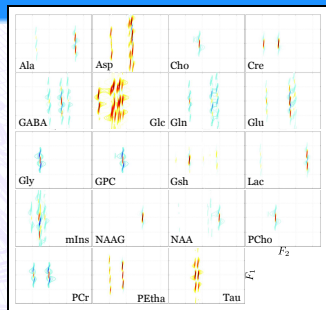 Ala Asp Cho Cre
GABA Glc Gln Glu
Gly GPC Gsh Lac
mIns NAAG NAA PCho
F₂
PCr PEtha Tau F₁